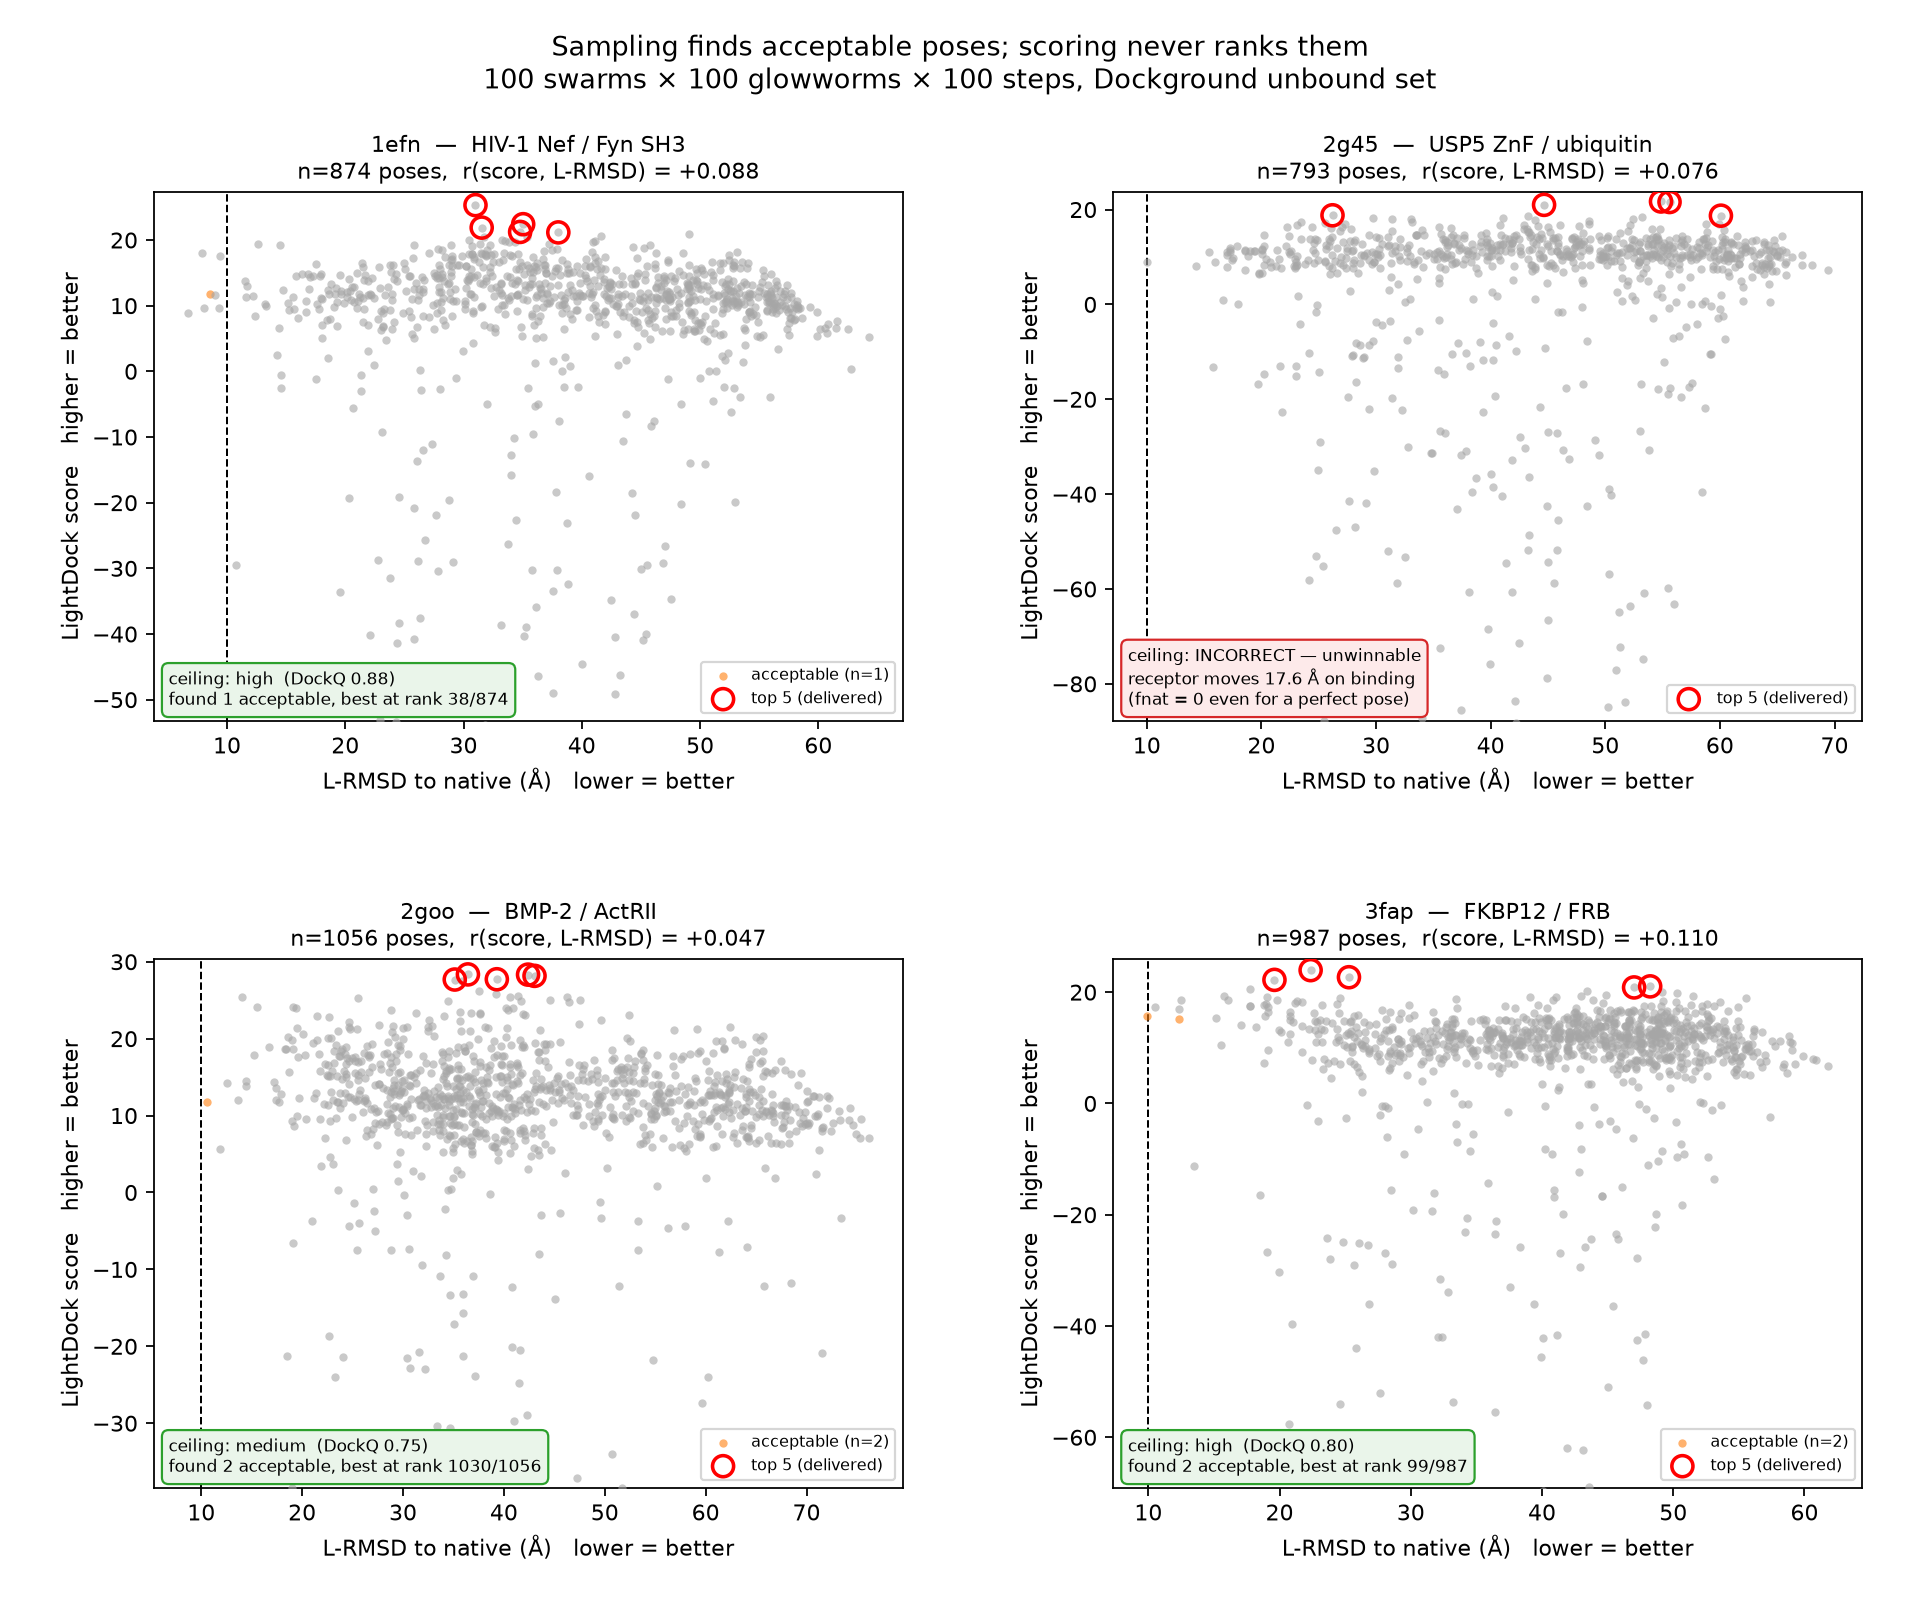 Sampling finds acceptable poses; scoring never ranks them
100 swarms × 100 glowworms × 100 steps, Dockground unbound set
1efn — HIV-1 Nef / Fyn SH3
n=874 poses, r(score, L-RMSD) = +0.088
LightDock score higher = better
20
10
0
−10
−20
−30
−40
−50
ceiling: high (DockQ 0.88)
found 1 acceptable, best at rank 38/874
acceptable (n=1)
top 5 (delivered)
10 20 30 40 50 60
L-RMSD to native (Å) lower = better
2g45 — USP5 ZnF / ubiquitin
n=793 poses, r(score, L-RMSD) = +0.076
LightDock score higher = better
20
0
−20
−40
−60
−80
ceiling: INCORRECT — unwinnable
receptor moves 17.6 Å on binding
(fnat = 0 even for a perfect pose)
top 5 (delivered)
10 20 30 40 50 60 70
L-RMSD to native (Å) lower = better
2goo — BMP-2 / ActRII
n=1056 poses, r(score, L-RMSD) = +0.047
LightDock score higher = better
30
20
10
0
−10
−20
−30
ceiling: medium (DockQ 0.75)
found 2 acceptable, best at rank 1030/1056
acceptable (n=2)
top 5 (delivered)
10 20 30 40 50 60 70
L-RMSD to native (Å) lower = better
3fap — FKBP12 / FRB
n=987 poses, r(score, L-RMSD) = +0.110
LightDock score higher = better
20
0
−20
−40
−60
ceiling: high (DockQ 0.80)
found 2 acceptable, best at rank 99/987
acceptable (n=2)
top 5 (delivered)
10 20 30 40 50 60
L-RMSD to native (Å) lower = better